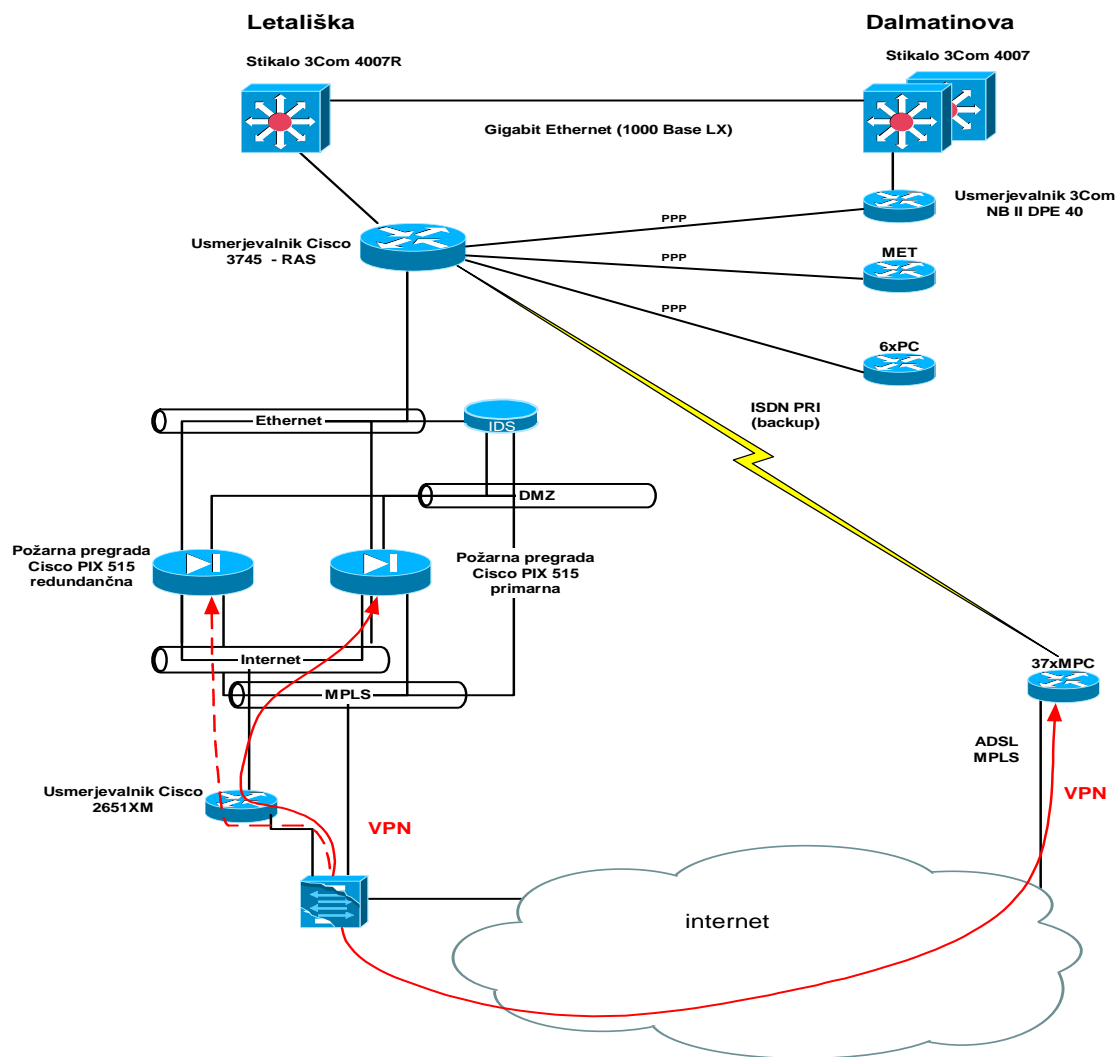 Letališka
Dalmatinova
Stikalo 3Com 4007R
Stikalo 3Com 4007
Gigabit Ethernet (1000 Base LX)
Usmerjevalnik 3Com
NB II DPE 40
PPP
Usmerjevalnik Cisco
3745 - RAS
MET
PPP
PPP
6xPC
ISDN PRI
(backup)
Ethernet
IDS
DMZ
Požarna pregrada
Cisco PIX 515
redundančna
Požarna pregrada
Cisco PIX 515
primarna
Internet
MPLS
37xMPC
ADSL
MPLS
Usmerjevalnik Cisco
2651XM
VPN
VPN
internet